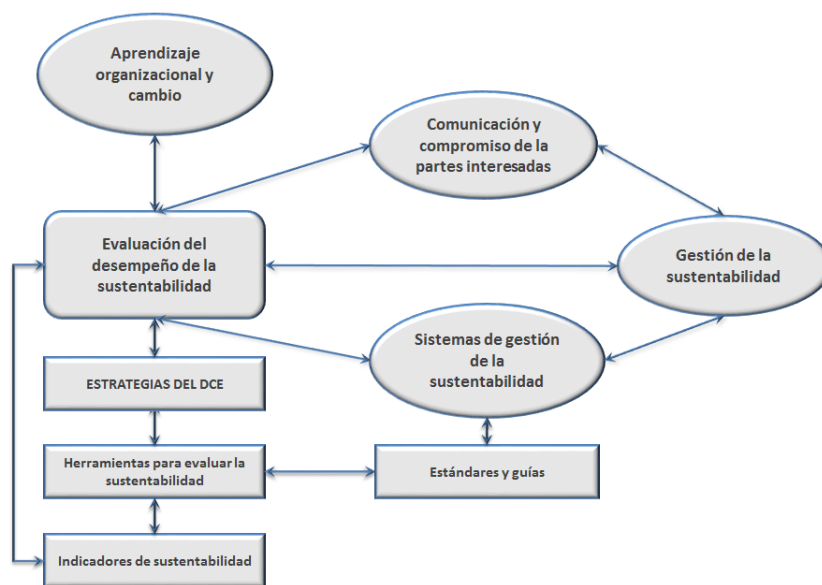 Aprendizaje
organizacional y
cambio
Comunicación y
compromiso de la
partes interesadas
Evaluación del
desempeño de la
sustentabilidad
Gestión de la
sustentabilidad
Sistemas de gestión
de la
sustentabilidad
ESTRATEGIAS DEL DCE
Herramientas para evaluar la
sustentabilidad
Estándares y guías
Indicadores de sustentabilidad